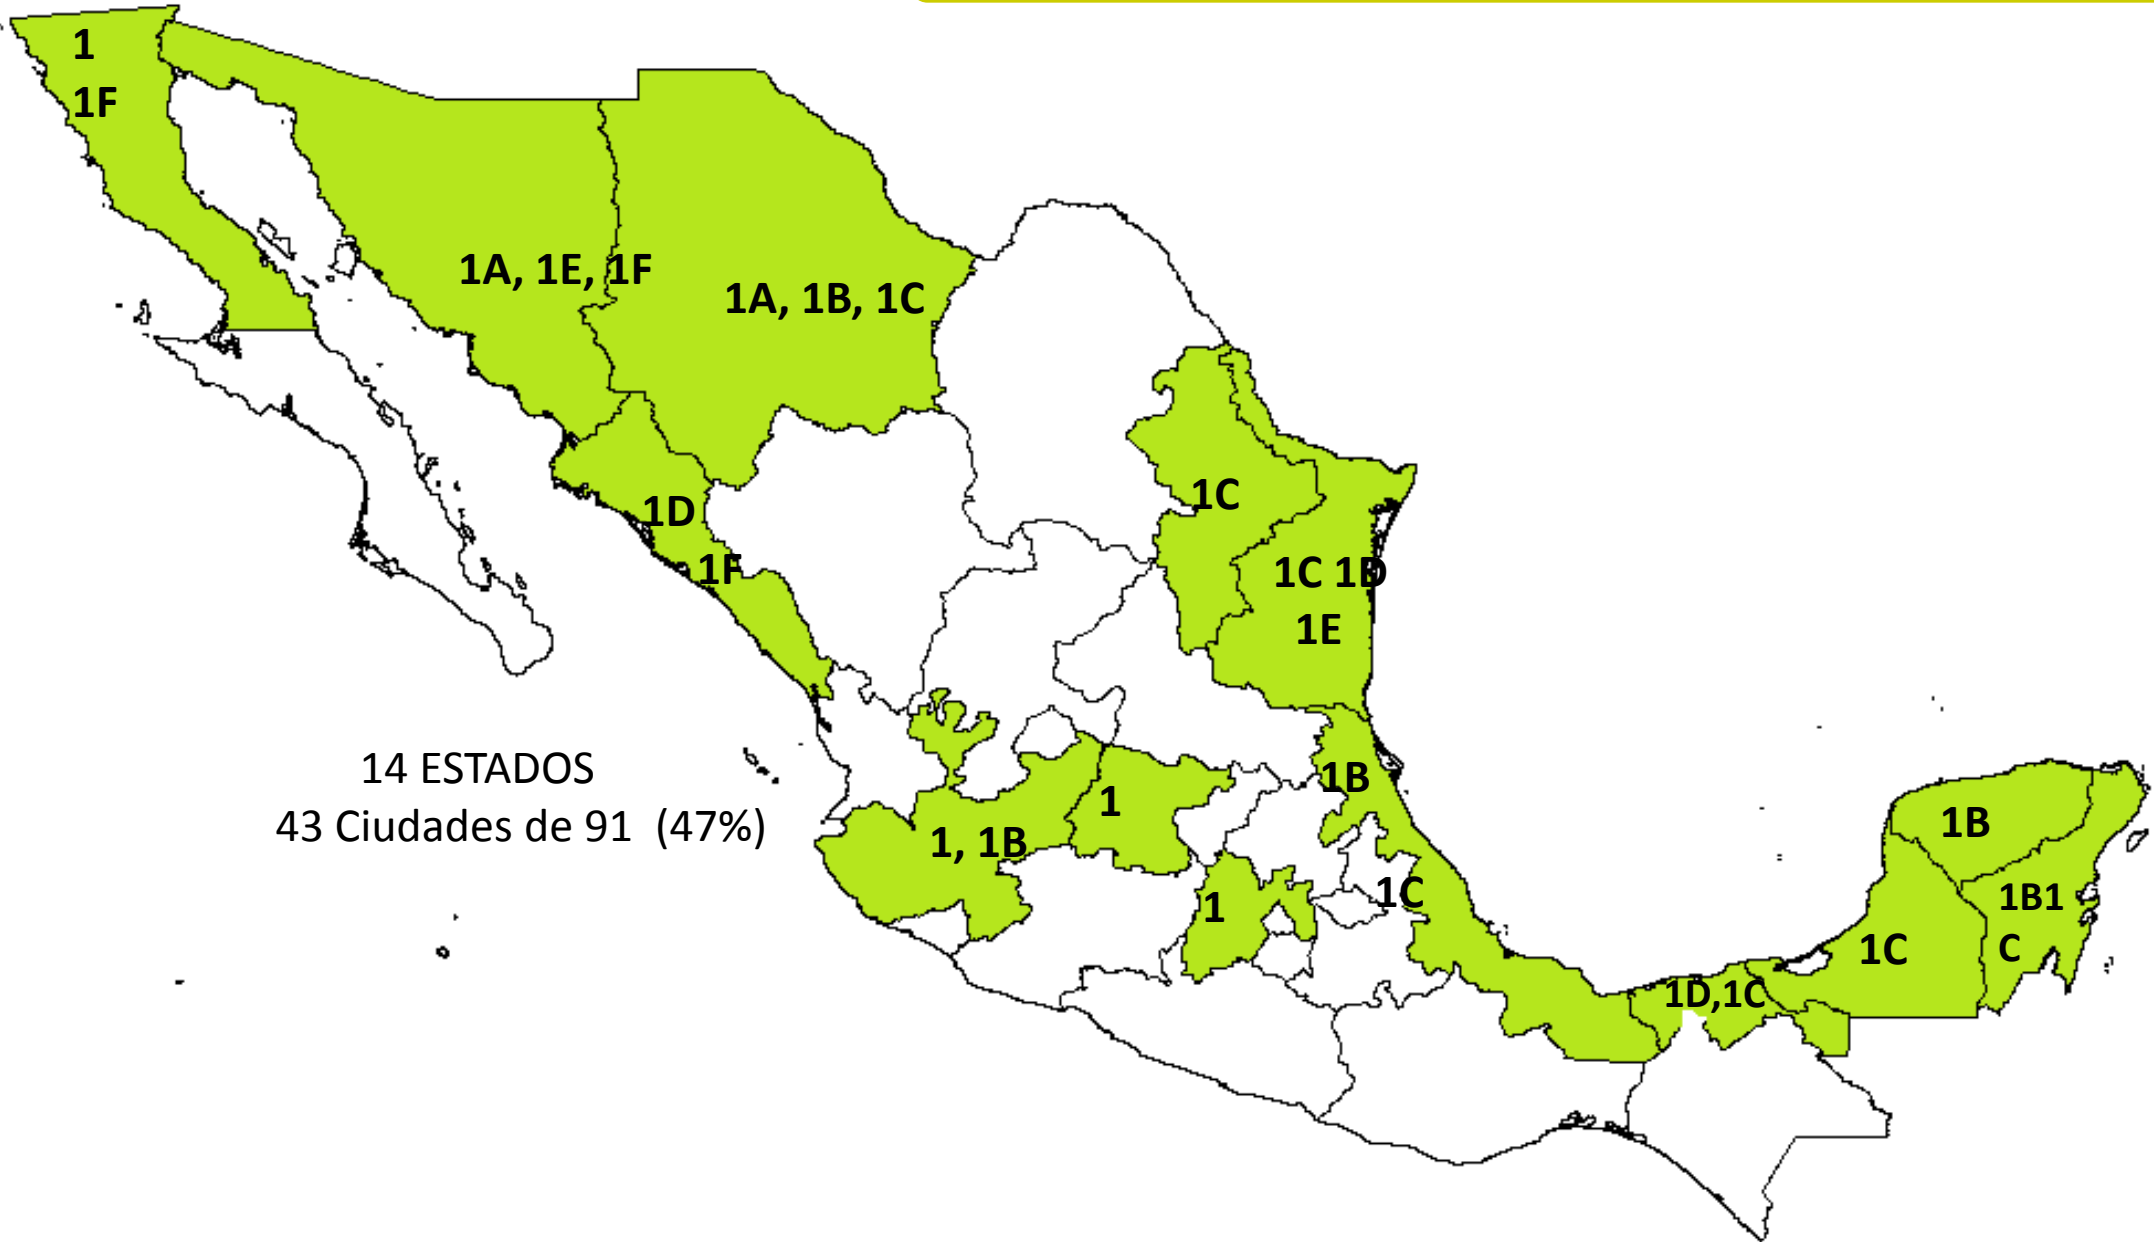 1
1F
1A, 1E, 1F
1A, 1B, 1C
1C
1D
1F
1C 1D
1E
14 ESTADOS
43 Ciudades de 91  (47%)
1B
1
1, 1B
1B
1C
1
1B1
C
1C
1D,1C